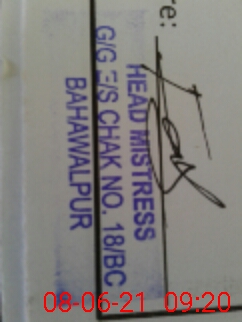 re:
HEAD MISTRESS
G/G E/S CHAK NO. 18/BC
BAHAWALPUR
08-06-21 09:20